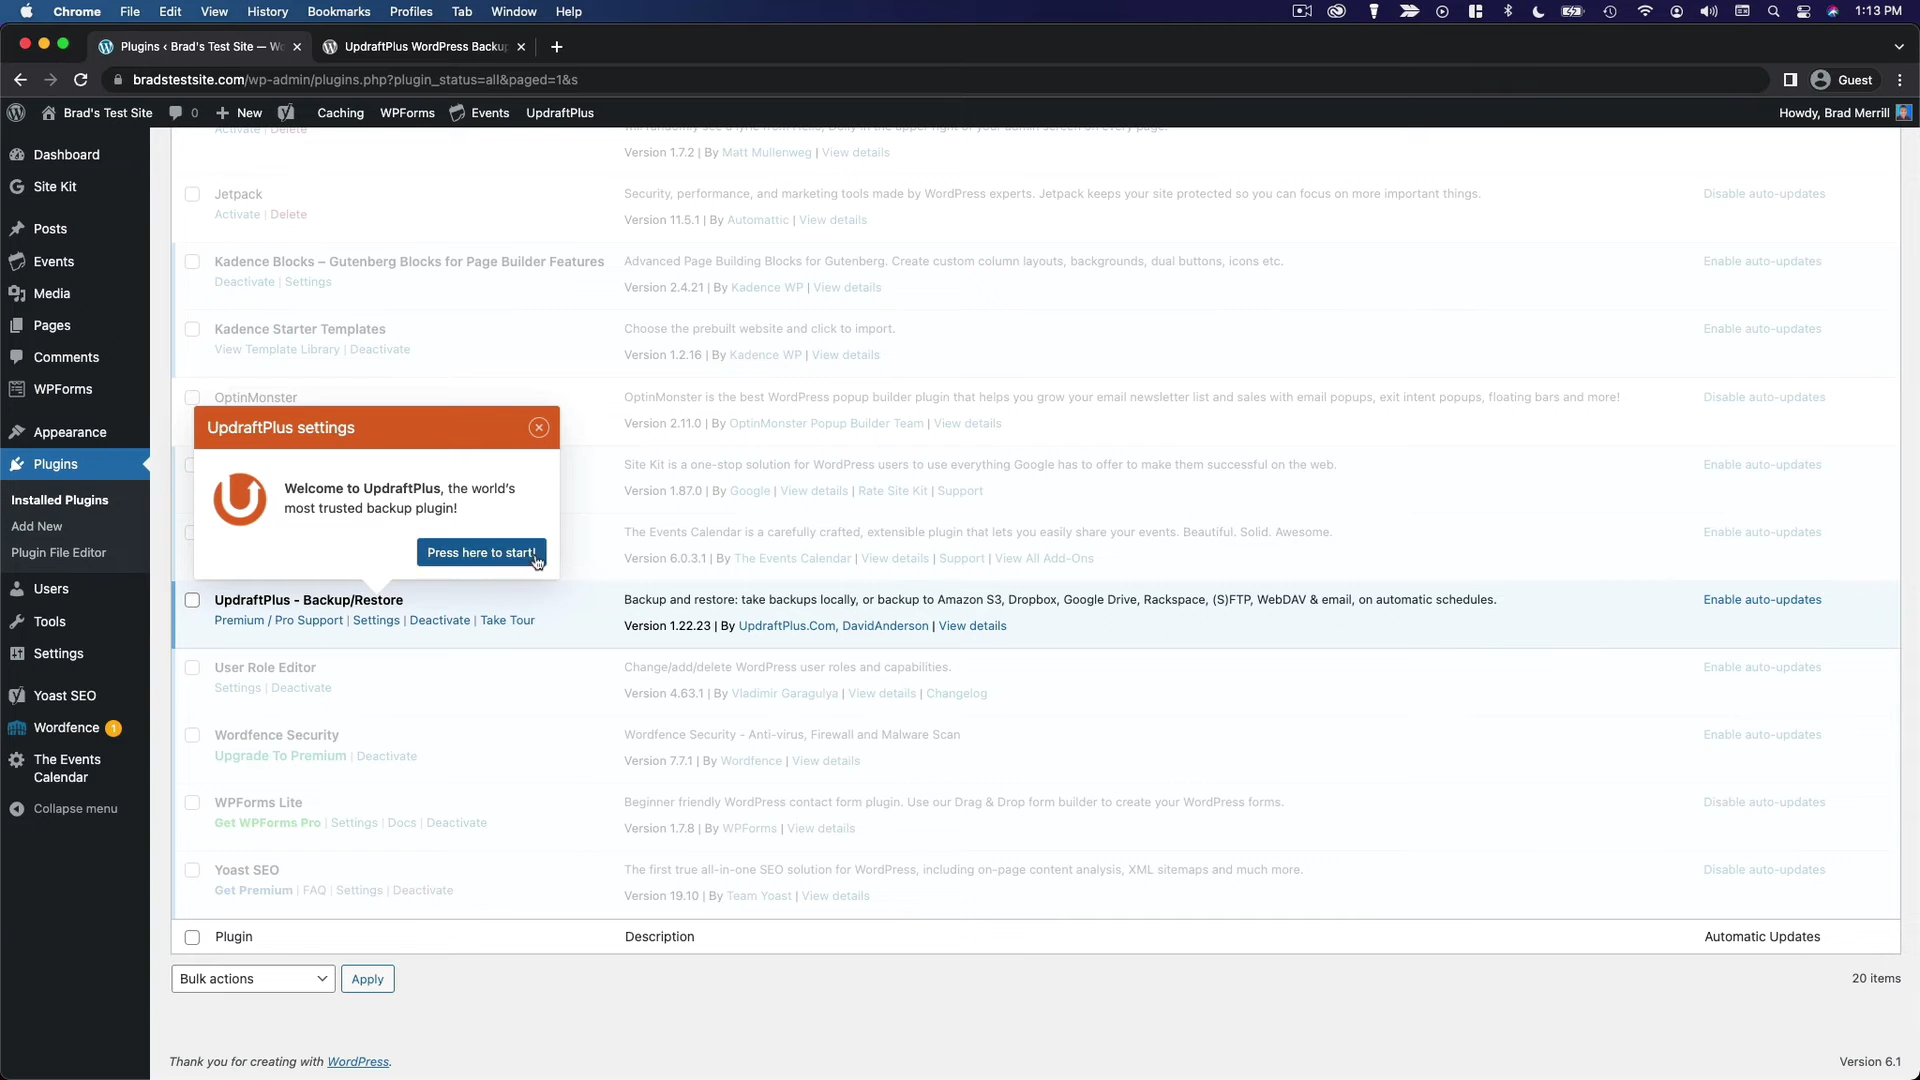 Chrome File Edit View History Bookmarks Profiles Tab Window Help 1:13 PM
Plugins ‹ Brad's Test Site — Wo UpdraftPlus WordPress Backup
bradstestsite.com/wp-admin/plugins.php?plugin_status=all&paged=1&s Guest
Brad's Test Site 0 New Caching WPForms Events UpdraftPlus Howdy, Brad Merrill
Dashboard
Site Kit
Posts
Events
Media
Pages
Comments
WPForms
Appearance
Plugins
Installed Plugins
Add New
Plugin File Editor
Users
Tools
Settings
Yoast SEO
Wordfence 1
The Events
Calendar
Collapse menu
Activate | Delete
Version 1.7.2 | By Matt Mullenweg | View details
Jetpack Security, performance, and marketing tools made by WordPress experts. Jetpack keeps your site protected so you can focus on more important things. Disable auto-updates
Activate | Delete
Version 11.5.1 | By Automattic | View details
Kadence Blocks – Gutenberg Blocks for Page Builder Features Advanced Page Building Blocks for Gutenberg. Create custom column layouts, backgrounds, dual buttons, icons etc. Enable auto-updates
Deactivate | Settings
Version 2.4.21 | By Kadence WP | View details
Kadence Starter Templates Choose the prebuilt website and click to import. Enable auto-updates
View Template Library | Deactivate
Version 1.2.16 | By Kadence WP | View details
OptinMonster OptinMonster is the best WordPress popup builder plugin that helps you grow your email newsletter list and sales with email popups, exit intent popups, floating bars and more! Disable auto-updates
Version 2.11.0 | By OptinMonster Popup Builder Team | View details
UpdraftPlus settings
Welcome to UpdraftPlus, the world's
most trusted backup plugin!
Press here to start!
Site Kit is a one-stop solution for WordPress users to use everything Google has to offer to make them successful on the web. Enable auto-updates
Version 1.87.0 | By Google | View details | Rate Site Kit | Support
The Events Calendar is a carefully crafted, extensible plugin that lets you easily share your events. Beautiful. Solid. Awesome. Enable auto-updates
Version 6.0.3.1 | By The Events Calendar | View details | Support | View All Add-Ons
UpdraftPlus - Backup/Restore Backup and restore: take backups locally, or backup to Amazon S3, Dropbox, Google Drive, Rackspace, (S)FTP, WebDAV & email, on automatic schedules. Enable auto-updates
Premium / Pro Support | Settings | Deactivate | Take Tour
Version 1.22.23 | By UpdraftPlus.Com, DavidAnderson | View details
User Role Editor Change/add/delete WordPress user roles and capabilities. Enable auto-updates
Settings | Deactivate
Version 4.63.1 | By Vladimir Garagulya | View details | Changelog
Wordfence Security Wordfence Security - Anti-virus, Firewall and Malware Scan Enable auto-updates
Upgrade To Premium | Deactivate
Version 7.7.1 | By Wordfence | View details
WPForms Lite Beginner friendly WordPress contact form plugin. Use our Drag & Drop form builder to create your WordPress forms. Disable auto-updates
Get WPForms Pro | Settings | Docs | Deactivate
Version 1.7.8 | By WPForms | View details
Yoast SEO The first true all-in-one SEO solution for WordPress, including on-page content analysis, XML sitemaps and much more. Disable auto-updates
Get Premium | FAQ | Settings | Deactivate
Version 19.10 | By Team Yoast | View details
Plugin Description Automatic Updates
Bulk actions Apply 20 items
Thank you for creating with WordPress. Version 6.1